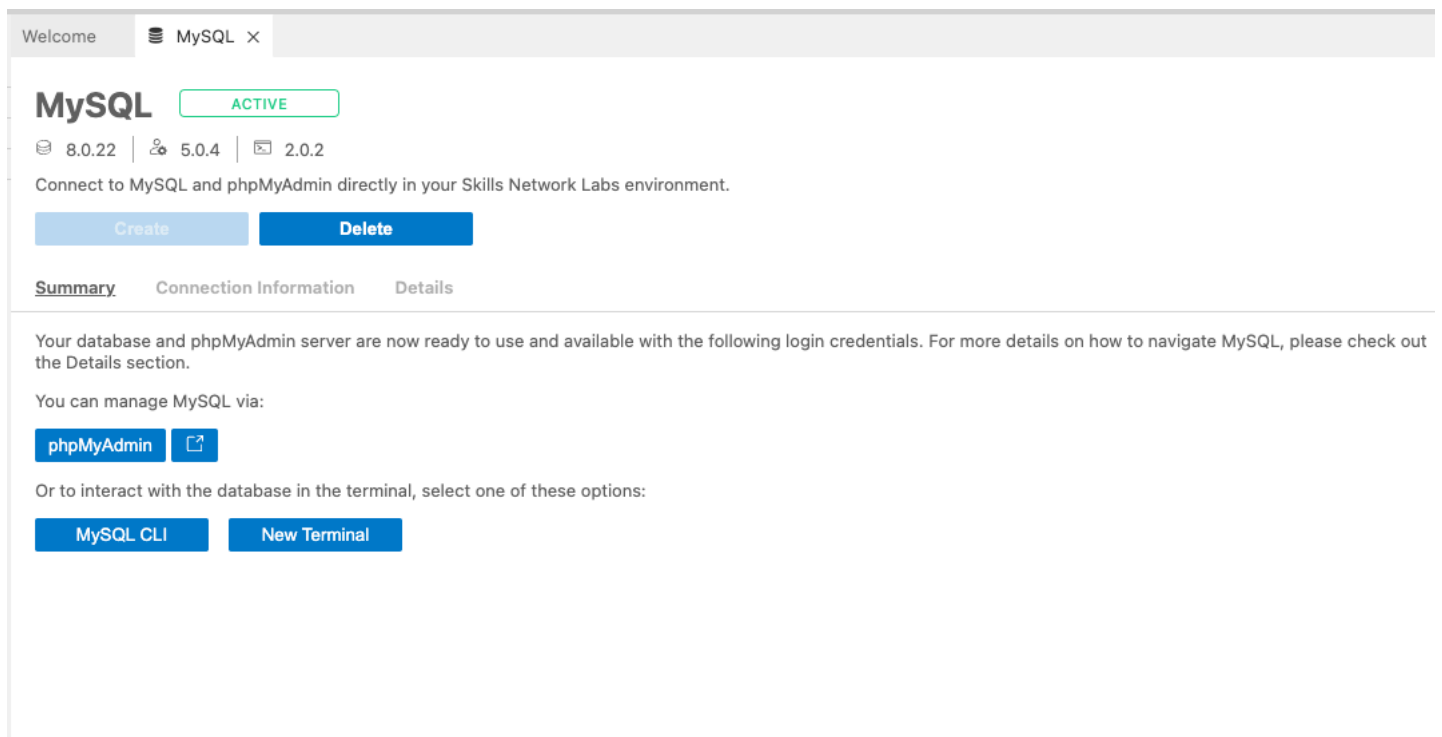 Welcome
MySQL
MySQL ACTIVE
8.0.22 5.0.4 2.0.2
Connect to MySQL and phpMyAdmin directly in your Skills Network Labs environment.
Create Delete
Summary Connection Information Details
Your database and phpMyAdmin server are now ready to use and available with the following login credentials. For more details on how to navigate MySQL, please check out
the Details section.
You can manage MySQL via:
phpMyAdmin
Or to interact with the database in the terminal, select one of these options:
MySQL CLI New Terminal